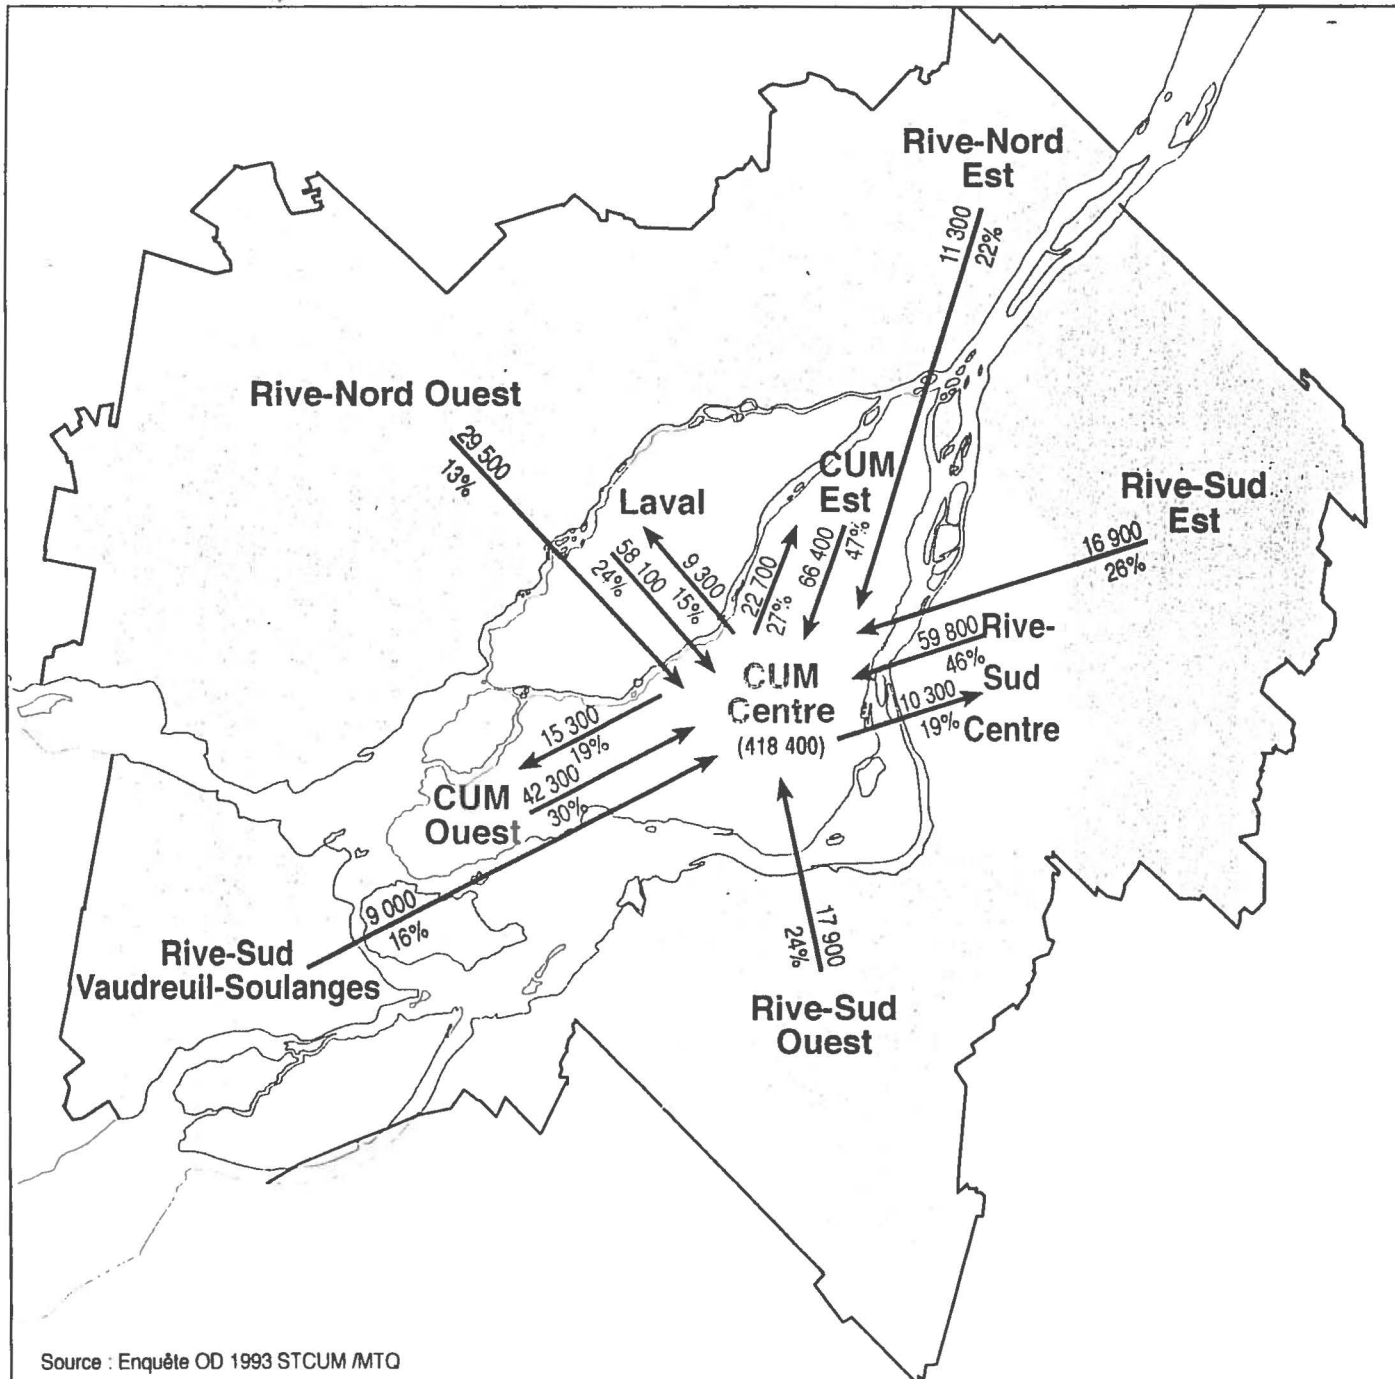 Rive-Nord
Est
11 300
22%
Rive-Nord Ouest
29 500
13%
CUM
Est
Laval
Rive-Sud
Est
16 900
26%
58 100
24%
9 300
15%
22 700
27%
66 400
47%
59 800
46%
Rive-
Sud
Centre
10 300
19%
CUM
Centre
(418 400)
15 300
19%
CUM
Ouest
42 300
30%
9 000
16%
Rive-Sud
Vaudreuil-Soulanges
17 900
24%
Rive-Sud
Ouest
Source : Enquête OD 1993 STCUM /MTQ